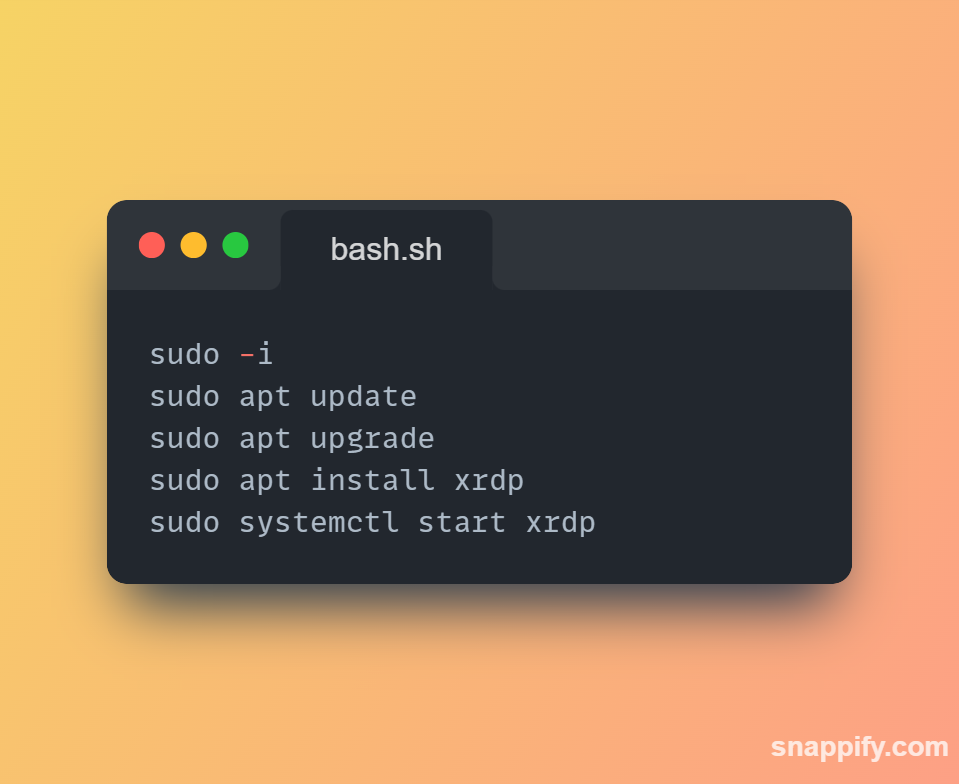 bash.sh
sudo -i
sudo apt update
sudo apt upgrade
sudo apt install xrdp
sudo systemctl start xrdp
snappify.com